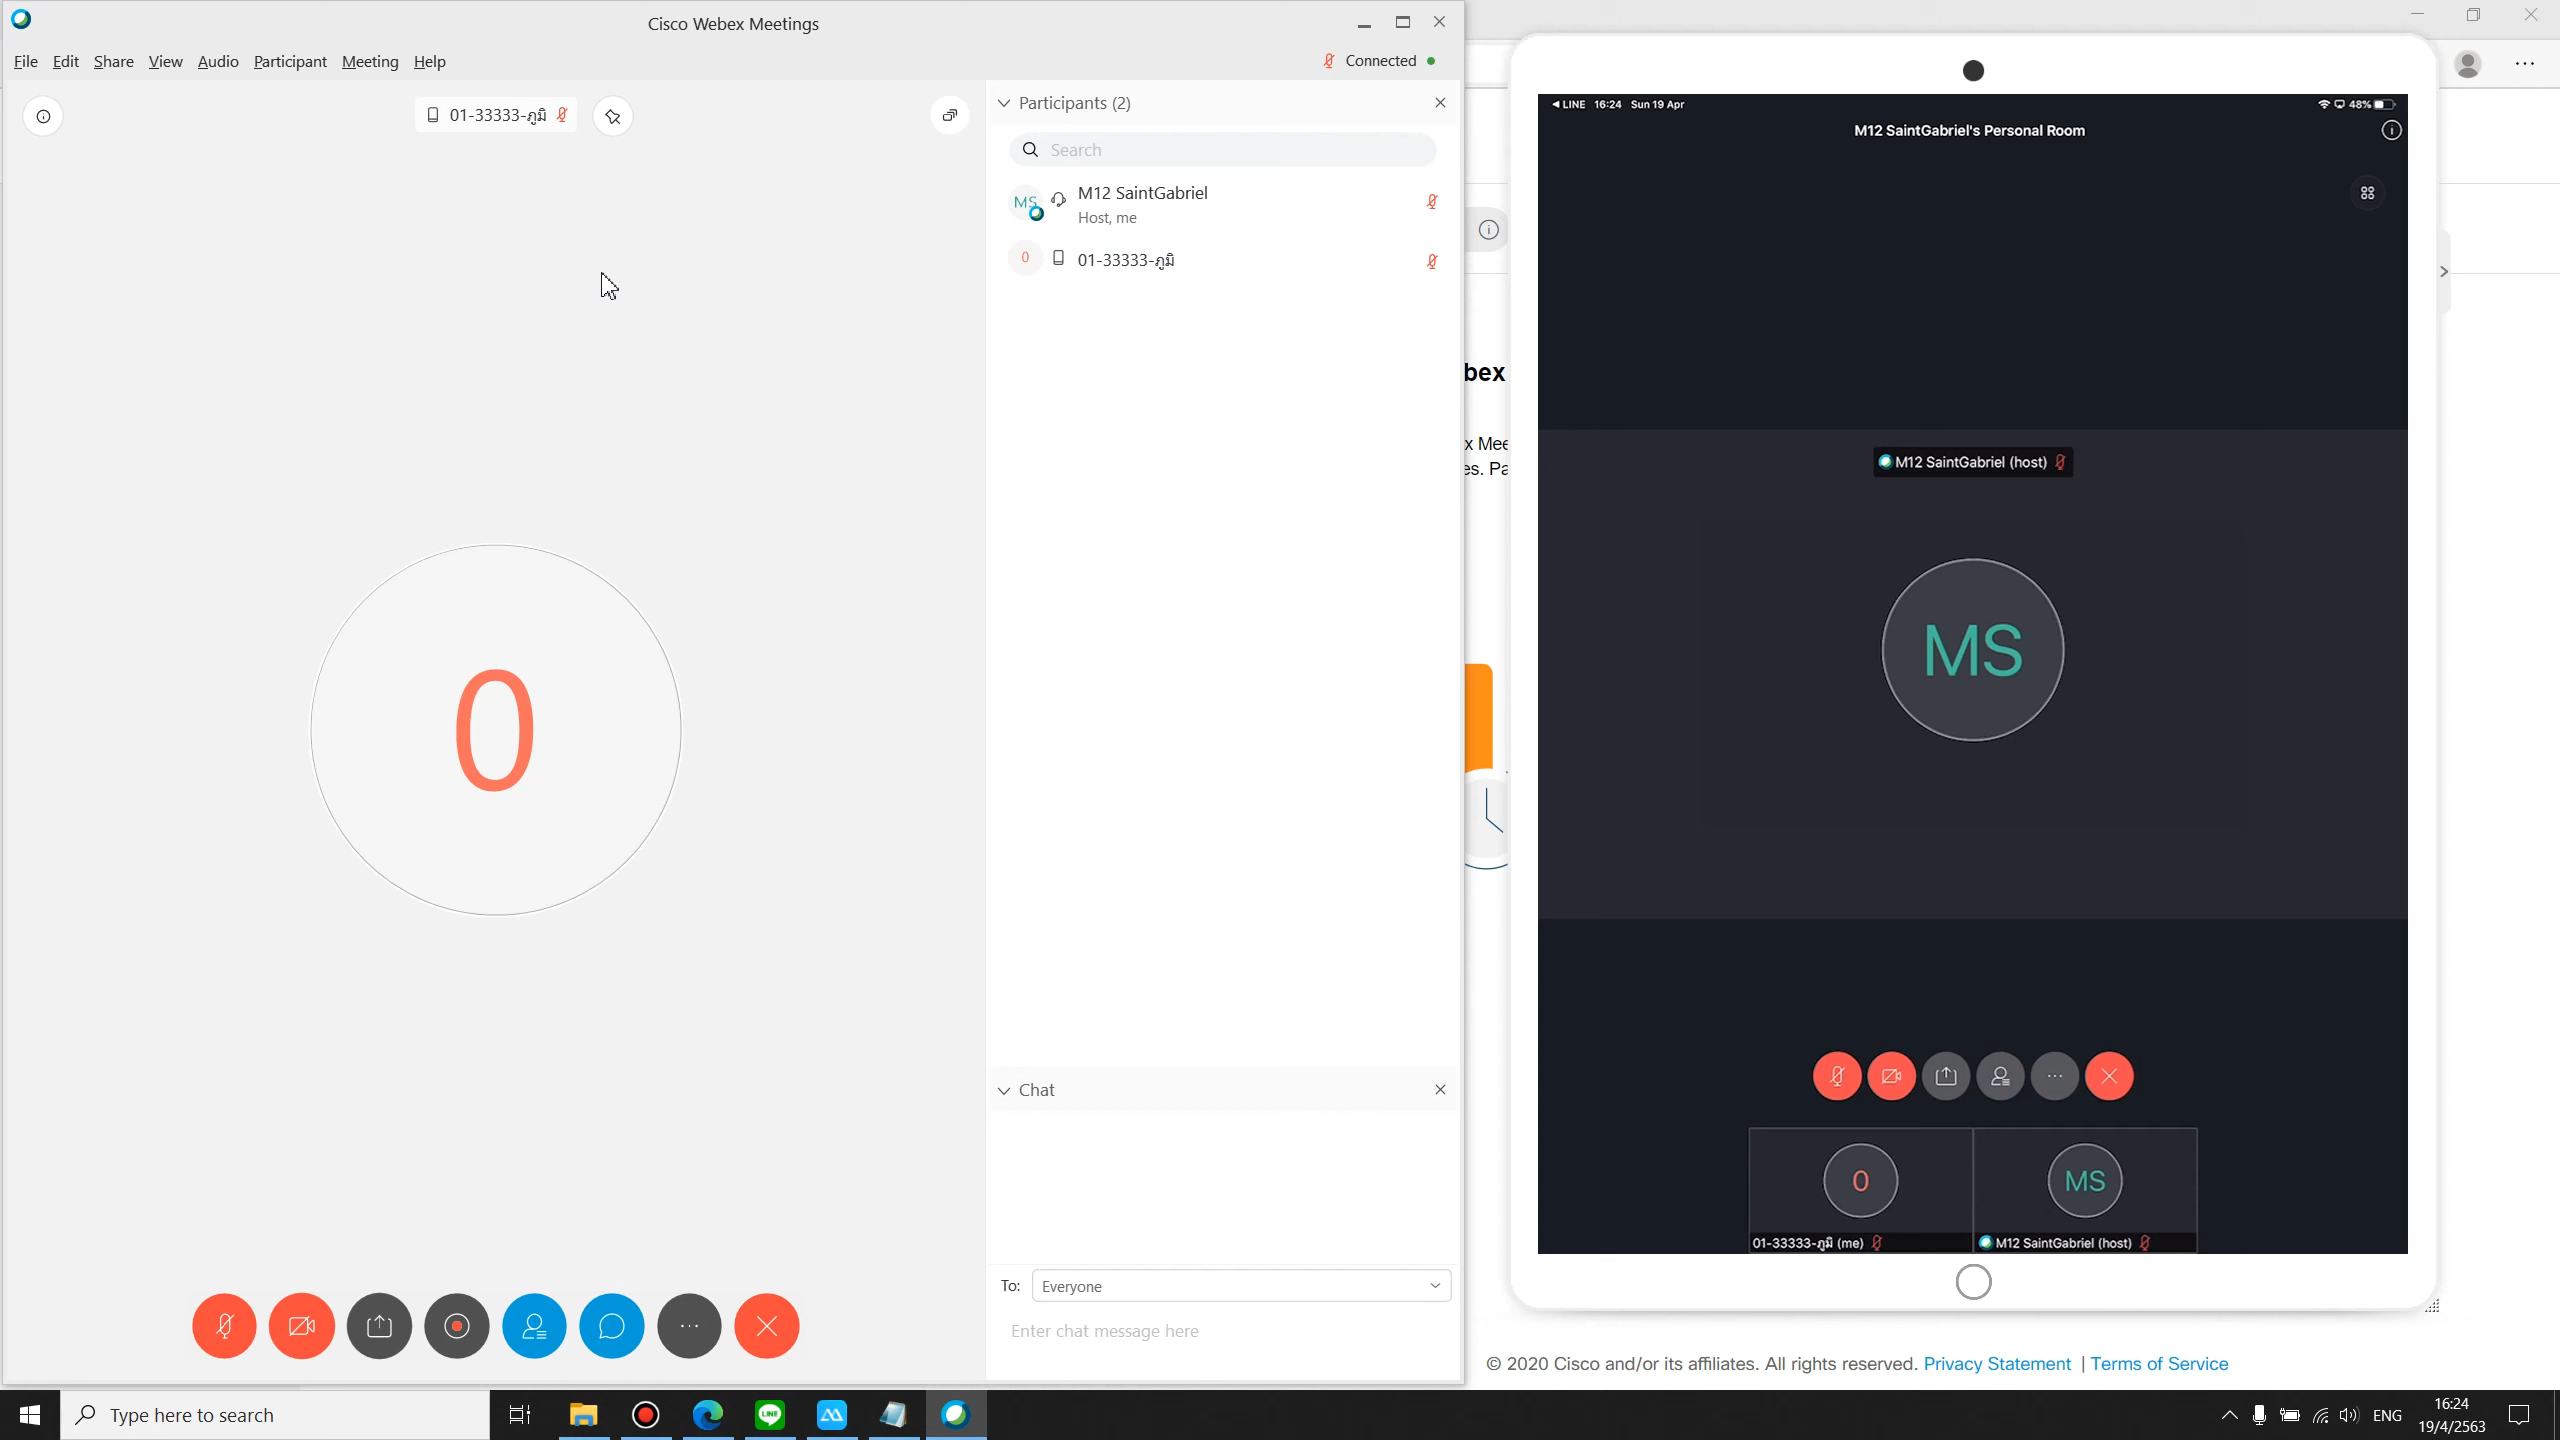 Cisco Webex Meetings
File Edit Share View Audio Participant Meeting Help
Connected
01-33333-ภูมิ
Participants (2)
Search
MS
M12 SaintGabriel
Host, me
0
01-33333-ภูมิ
0
Chat
To: Everyone
Enter chat message here
bex
x Mee
es. Pa
LINE 16:24 Sun 19 Apr
48%
M12 SaintGabriel's Personal Room
M12 SaintGabriel (host)
MS
0
MS
01-33333-ภูมิ (me)
M12 SaintGabriel (host)
© 2020 Cisco and/or its affiliates. All rights reserved. Privacy Statement | Terms of Service
Type here to search
LINE
ENG
16:24
19/4/2563